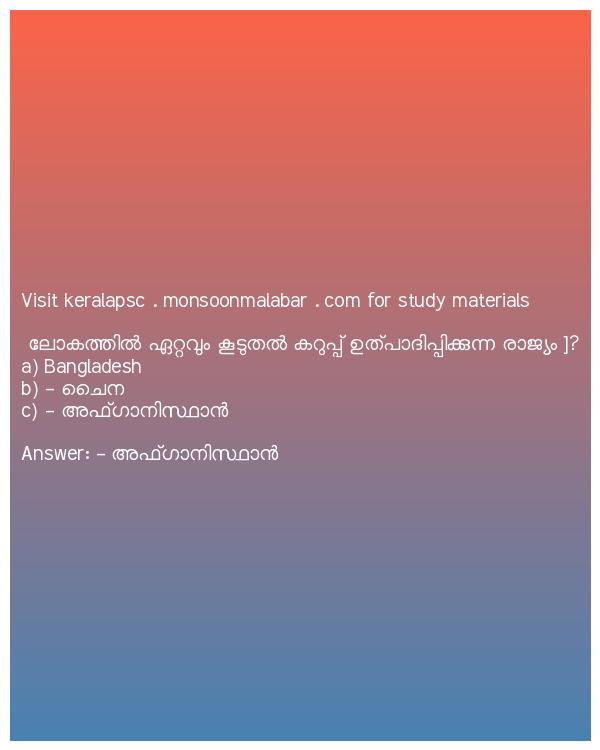 Visit keralapsc . monsoonmalabar . com for study materials
ലോകത്തിൽ ഏറ്റവും കൂടുതൽ കറുപ്പ് ഉത്പാദിപ്പിക്കുന്ന രാജ്യം ]?
a) Bangladesh
b) – ചൈന
c) – അഫ്ഗാനിസ്ഥാൻ
Answer: – അഫ്ഗാനിസ്ഥാൻ